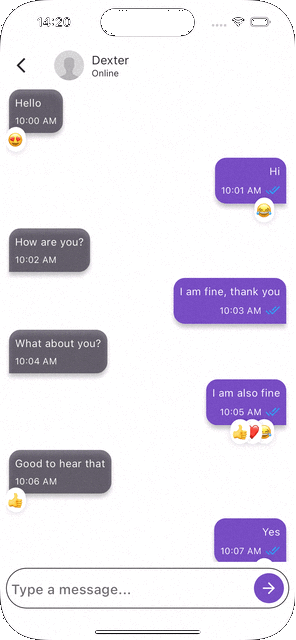 14:20
Dexter
Online
Hello
10:00 AM
Hi
10:01 AM
How are you?
10:02 AM
I am fine, thank you
10:03 AM
What about you?
10:04 AM
I am also fine
10:05 AM
Good to hear that
10:06 AM
Yes
10:07 AM
Type a message...